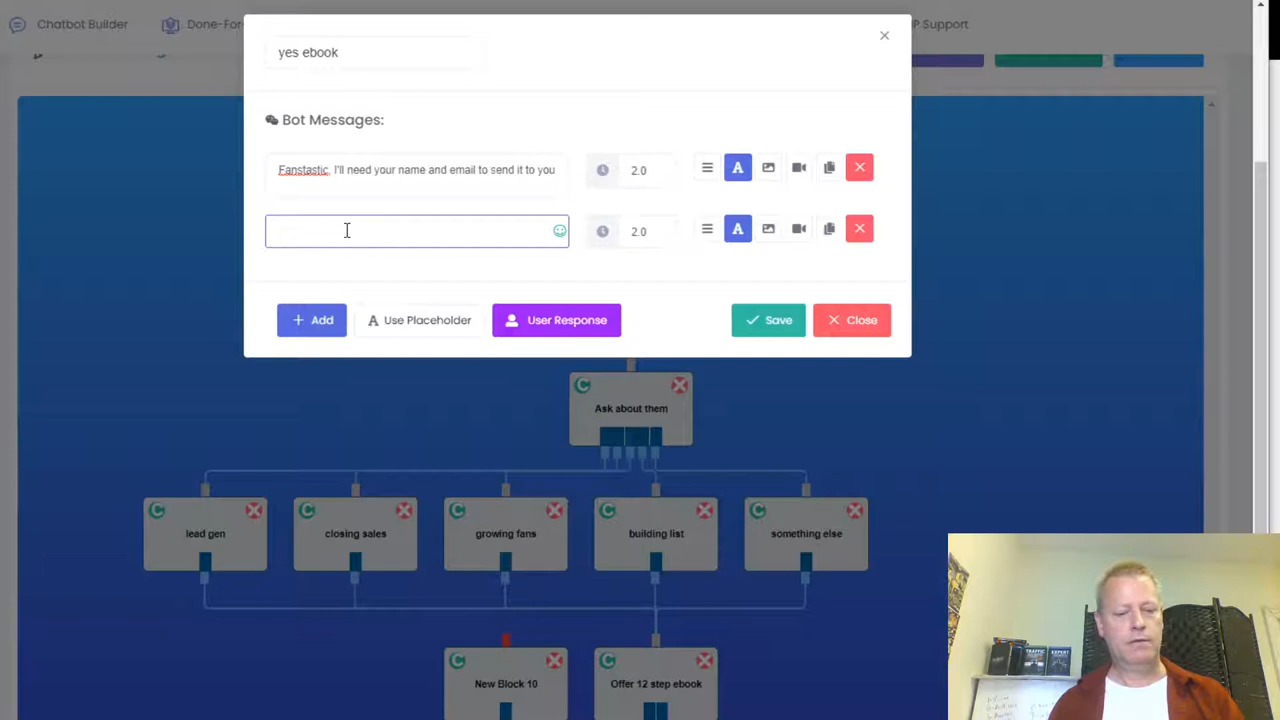 Chatbot Builder
Done-For
P Support
yes ebook
Bot Messages:
Fanstastic, I'll need your name and email to send it to you
2.0
A
2.0
A
+ Add
A Use Placeholder
User Response
Save
Close
Ask about them
lead gen
closing sales
growing fans
building list
something else
New Block 10
Offer 12 step ebook
TRAFFIC
EXPERT